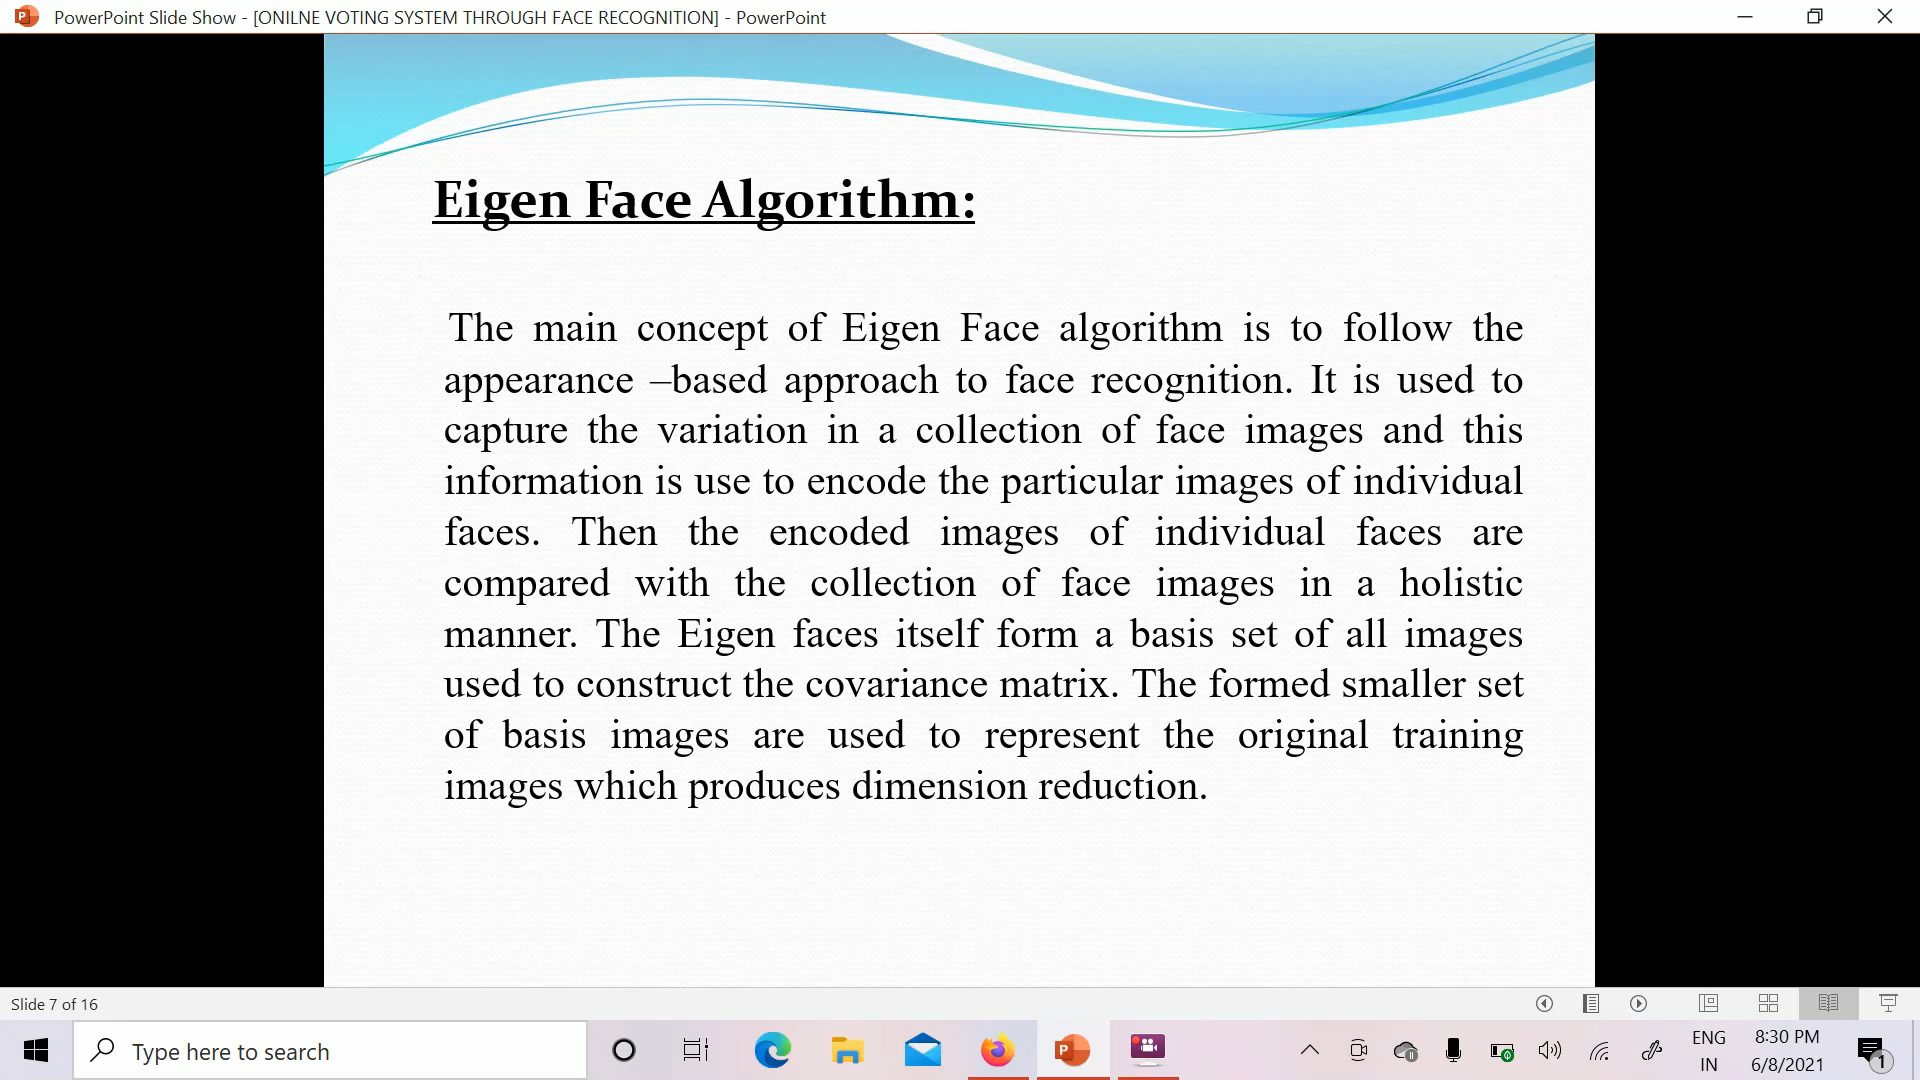 PowerPoint Slide Show - [ONILNE VOTING SYSTEM THROUGH FACE RECOGNITION] - PowerPoint
Eigen Face Algorithm:
The main concept of Eigen Face algorithm is to follow the
appearance –based approach to face recognition. It is used to
capture the variation in a collection of face images and this
information is use to encode the particular images of individual
faces. Then the encoded images of individual faces are
compared with the collection of face images in a holistic
manner. The Eigen faces itself form a basis set of all images
used to construct the covariance matrix. The formed smaller set
of basis images are used to represent the original training
images which produces dimension reduction.
Slide 7 of 16
Type here to search
ENG
IN
8:30 PM
6/8/2021
1